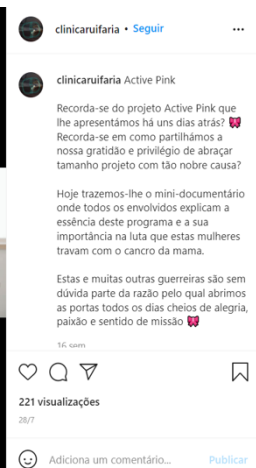 clinicaruifaria • Seguir
clinicaruifaria Active Pink
Recorda-se do projeto Active Pink que
lhe apresentámos há uns dias atrás? 🎀
Recorda-se em como partilhámos a
nossa gratidão e privilégio de abraçar
tamanho projeto com tão nobre causa?
Hoje trazemos-lhe o mini-documentário
onde todos os envolvidos explicam a
essência deste programa e a sua
importância na luta que estas mulheres
travam com o cancro da mama.
Estas e muitas outras guerreiras são sem
dúvida parte da razão pelo qual abrimos
as portas todos os dias cheios de alegria,
paixão e sentido de missão 🎀
16 sem
221 visualizações
28/7
Adiciona um comentário... Publicar